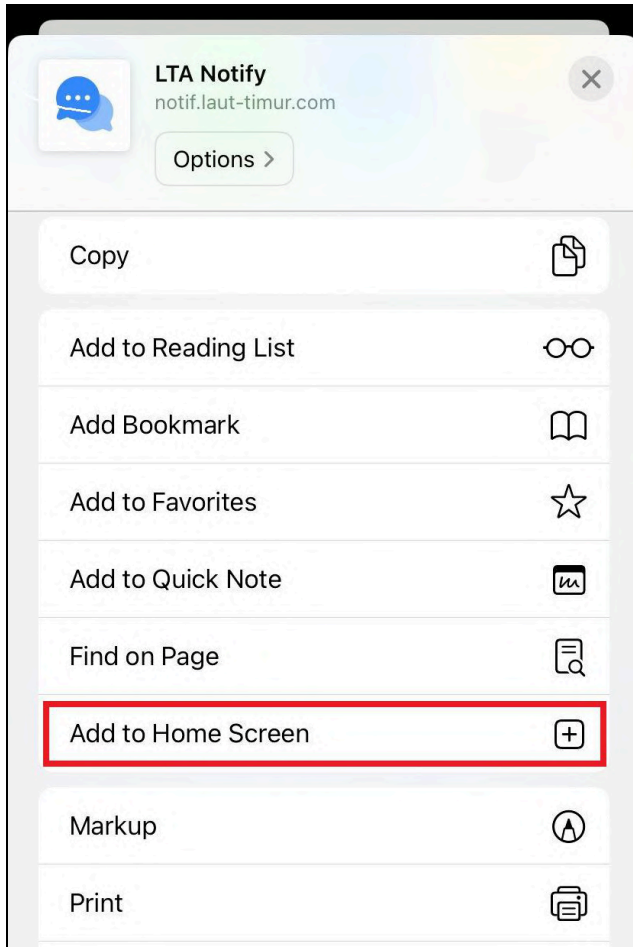 LTA Notify
notif.laut-timur.com
Options >
Copy
Add to Reading List
Add Bookmark
Add to Favorites
Add to Quick Note
Find on Page
Add to Home Screen
Markup
Print